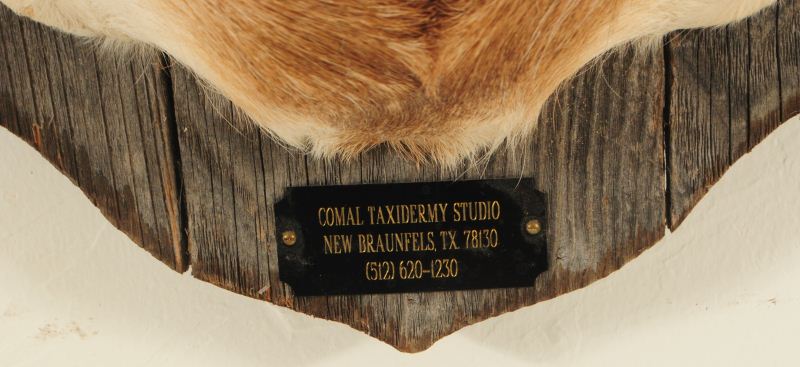 COMAL TAXIDERMY STUDIO
NEW BRAUNFELS, TX. 78130
(512) 620-1230